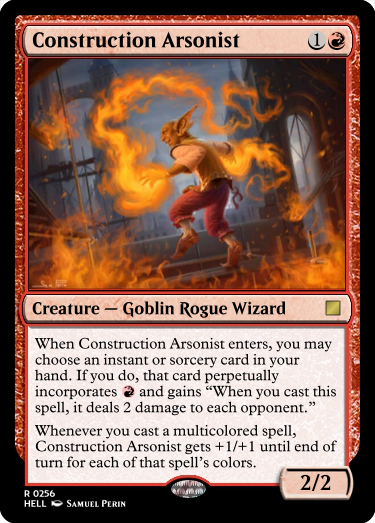 Construction Arsonist
1
Creature — Goblin Rogue Wizard
When Construction Arsonist enters, you may
choose an instant or sorcery card in your
hand. If you do, that card perpetually
incorporates and gains “When you cast this
spell, it deals 2 damage to each opponent.”
Whenever you cast a multicolored spell,
Construction Arsonist gets +1/+1 until end of
turn for each of that spell’s colors.
2/2
R 0256
HELL Samuel Perin